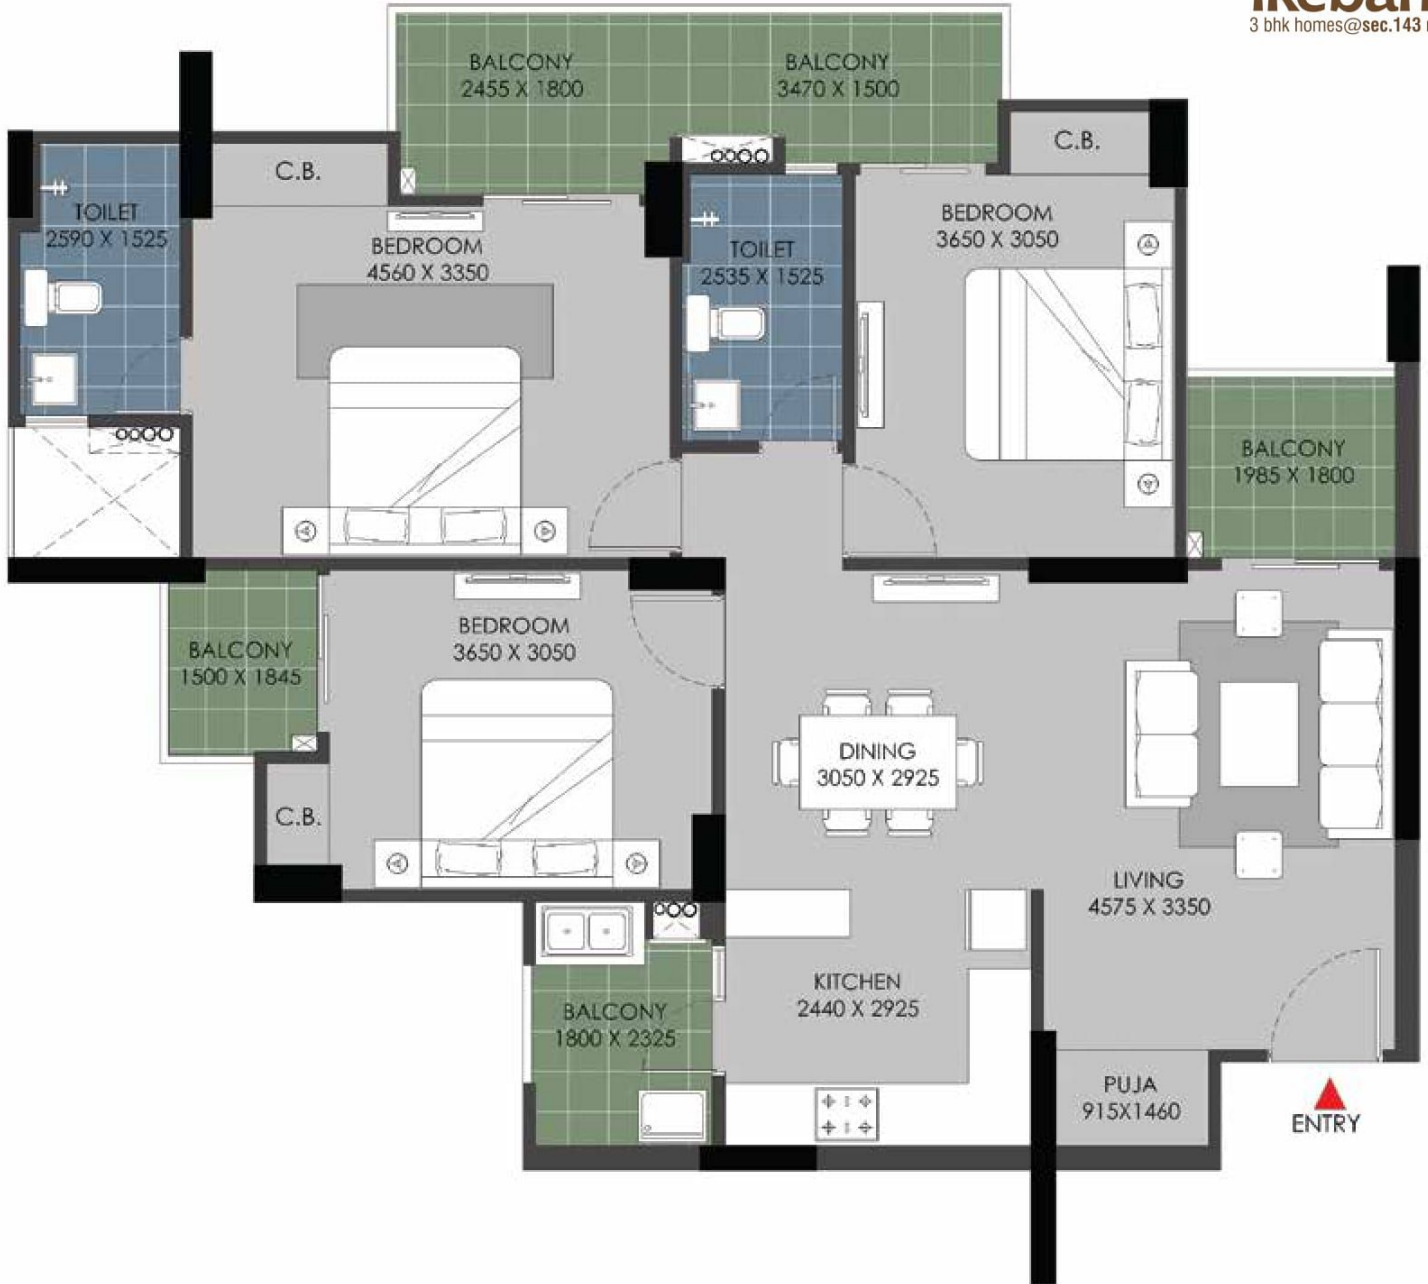 3 bhk homes@sec.143
BALCONY
2455 X 1800
BALCONY
3470 X 1500
C.B.
C.B.
TOILET
2590 X 1525
BEDROOM
4560 X 3350
TOILET
2535 X 1525
BEDROOM
3650 X 3050
BALCONY
1985 X 1800
BALCONY
1500 X 1845
BEDROOM
3650 X 3050
C.B.
DINING
3050 X 2925
LIVING
4575 X 3350
KITCHEN
2440 X 2925
BALCONY
1800 X 2325
PUJA
915X1460
ENTRY